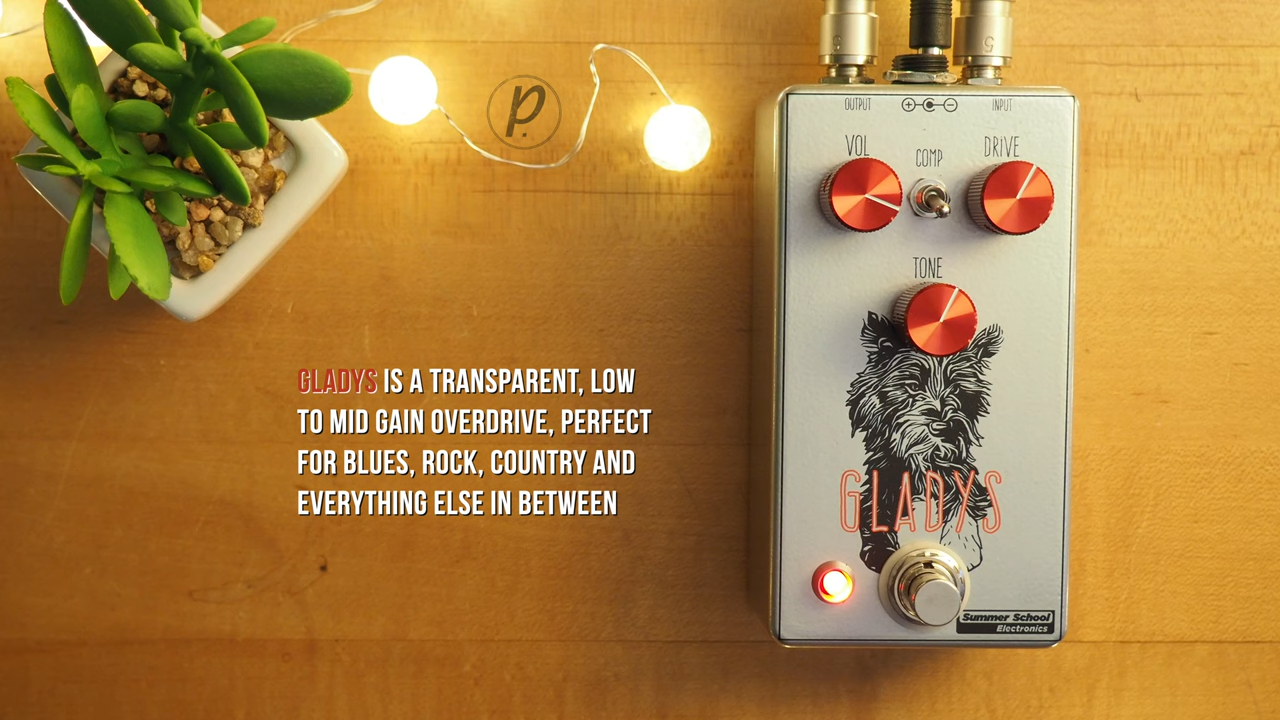 p.
OUTPUT
INPUT
VOL
COMP
DRIVE
TONE
GLADYS IS A TRANSPARENT, LOW
TO MID GAIN OVERDRIVE, PERFECT
FOR BLUES, ROCK, COUNTRY AND
EVERYTHING ELSE IN BETWEEN
GLADYS
Summer School
Electronics